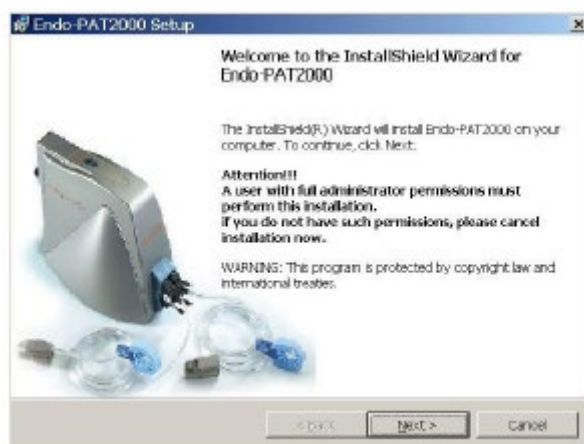 Endo-PAT2000 Setup
Welcome to the InstallShield Wizard for
Endo-PAT2000
The InstallShield(R) Wizard will install Endo-PAT2000 on your
computer. To continue, click Next.
Attention!!!
A user with full administrator permissions must
perform this installation.
if you do not have such permissions, please cancel
installation now.
WARNING: This program is protected by copyright law and
international treaties.
< Back
Next >
Cancel